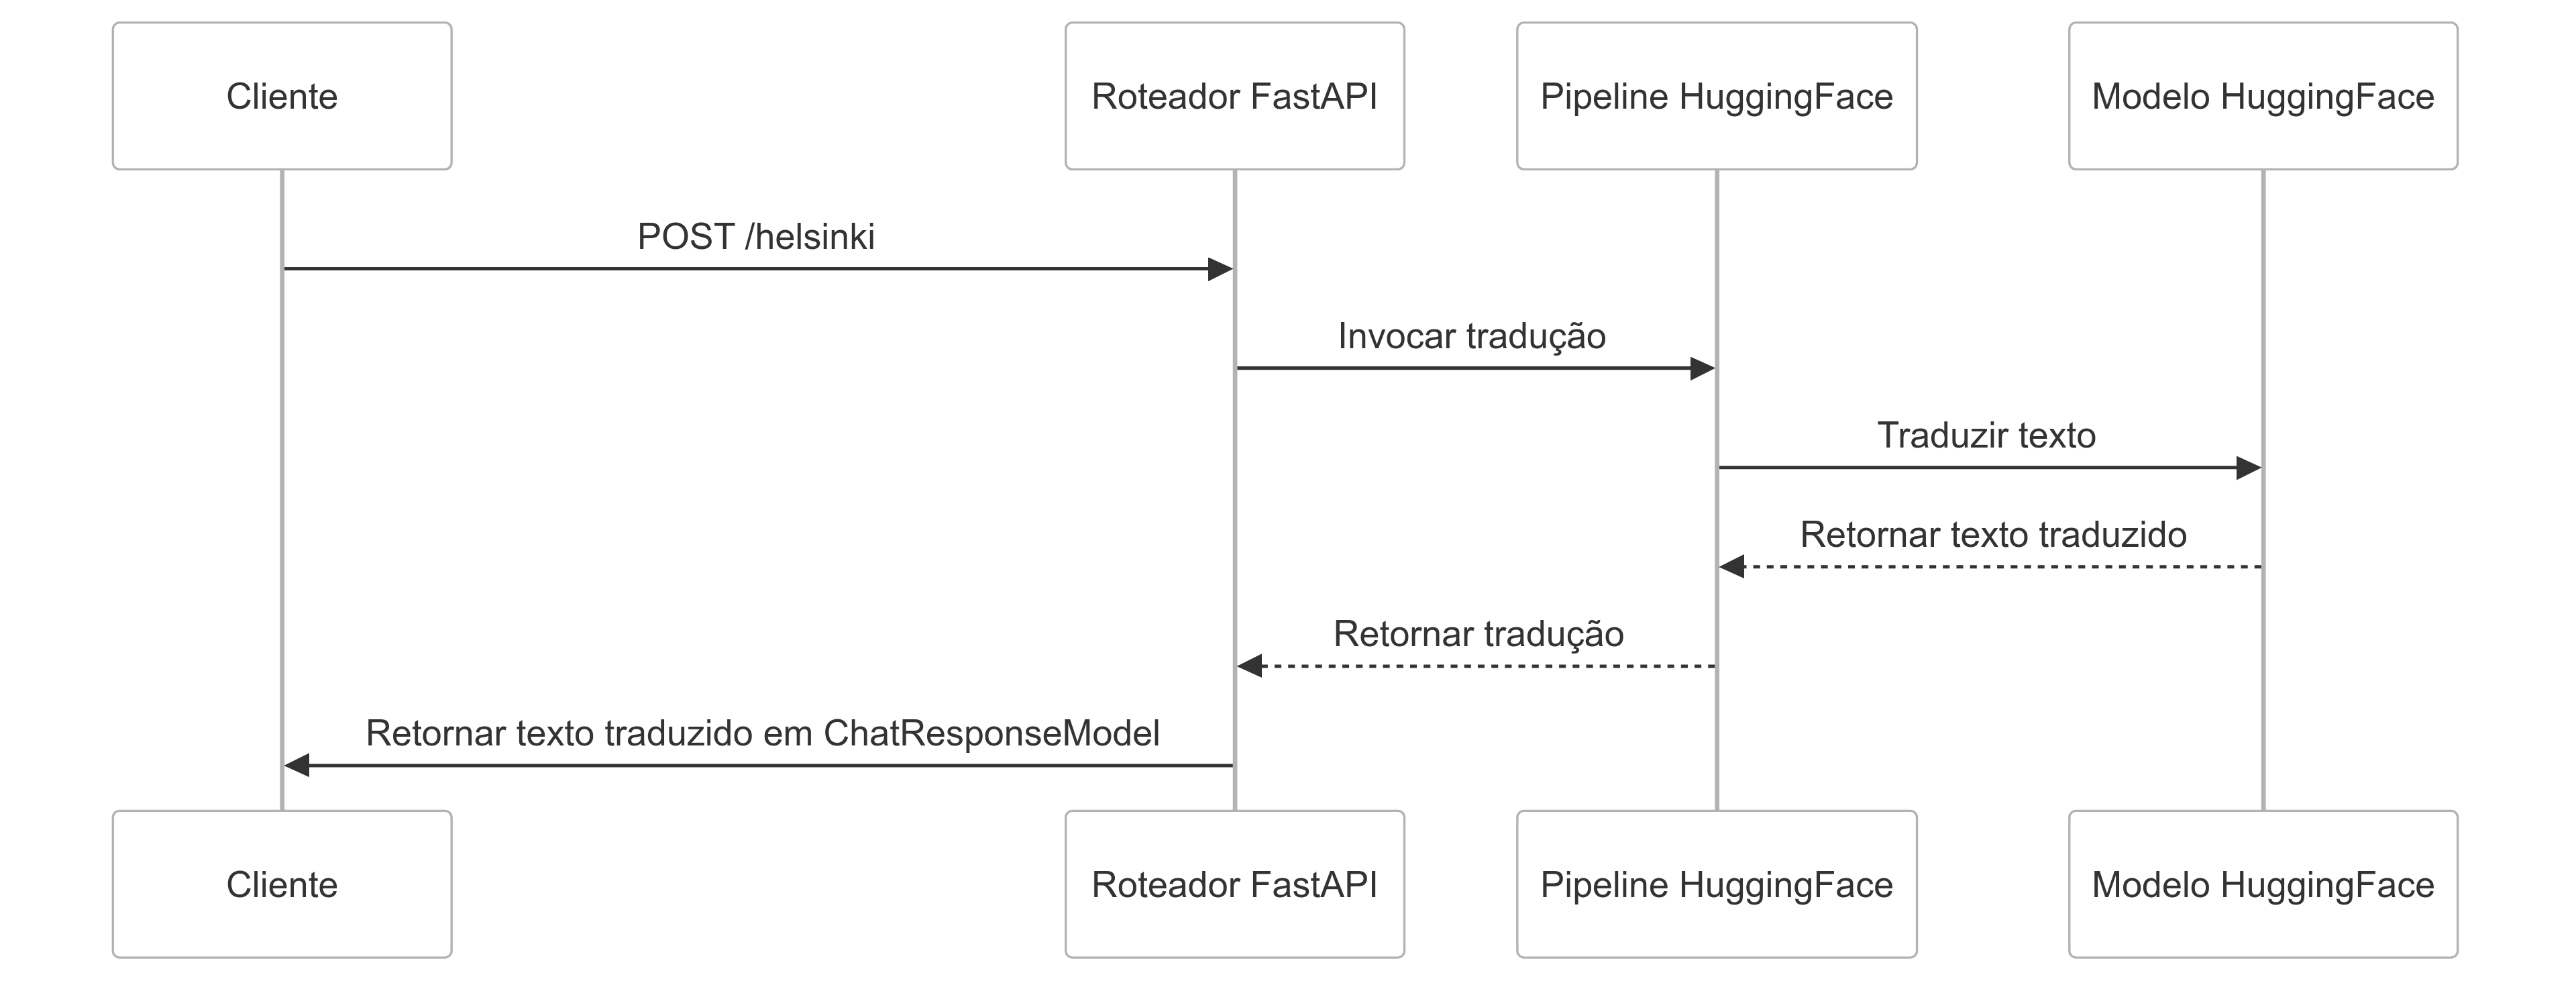 Cliente
Roteador FastAPI
Pipeline HuggingFace
Modelo HuggingFace
POST /helsinki
Invocar tradução
Traduzir texto
Retornar texto traduzido
Retornar tradução
Retornar texto traduzido em ChatResponseModel
Cliente
Roteador FastAPI
Pipeline HuggingFace
Modelo HuggingFace